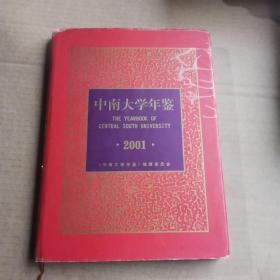 中南大学年鉴
THE YEARBOOK OF
CENTRAL SOUTH UNIVERSITY
·2001·
《中南大学年鉴》编撰委员会